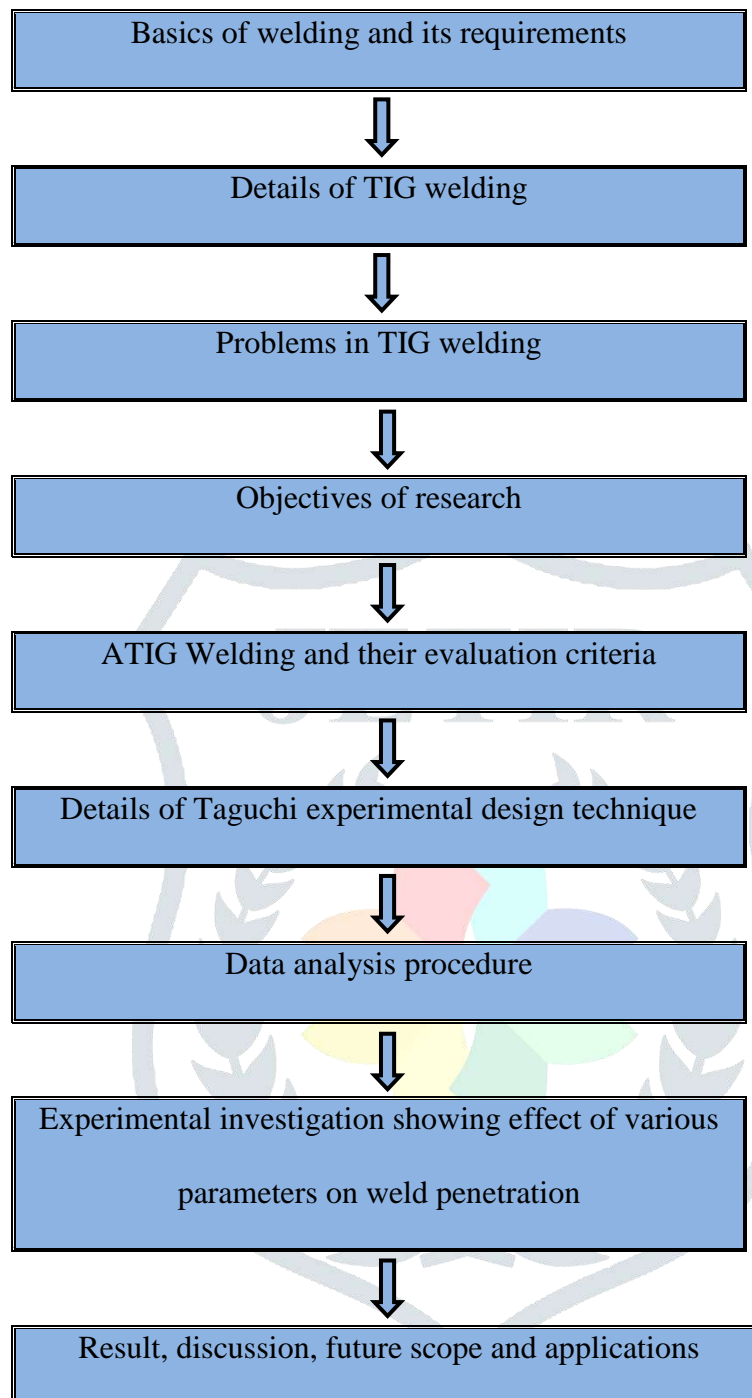 Basics of welding and its requirements
Details of TIG welding
Problems in TIG welding
Objectives of research
JETIR
ATIG Welding and their evaluation criteria
Details of Taguchi experimental design technique
Data analysis procedure
Experimental investigation showing effect of various
parameters on weld penetration
Result, discussion, future scope and applications